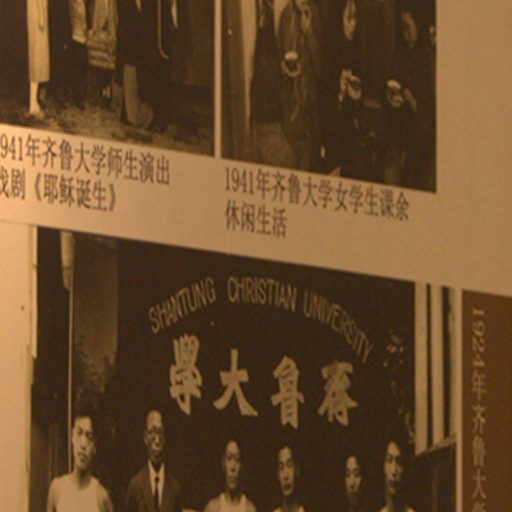 1941年齐鲁大学师生演出
戏剧《耶稣诞生》
1941年齐鲁大学女学生课余
休闲生活
SHANTUNG CHRISTIAN UNIVERSITY
學大魯齊
1924年齐鲁大学